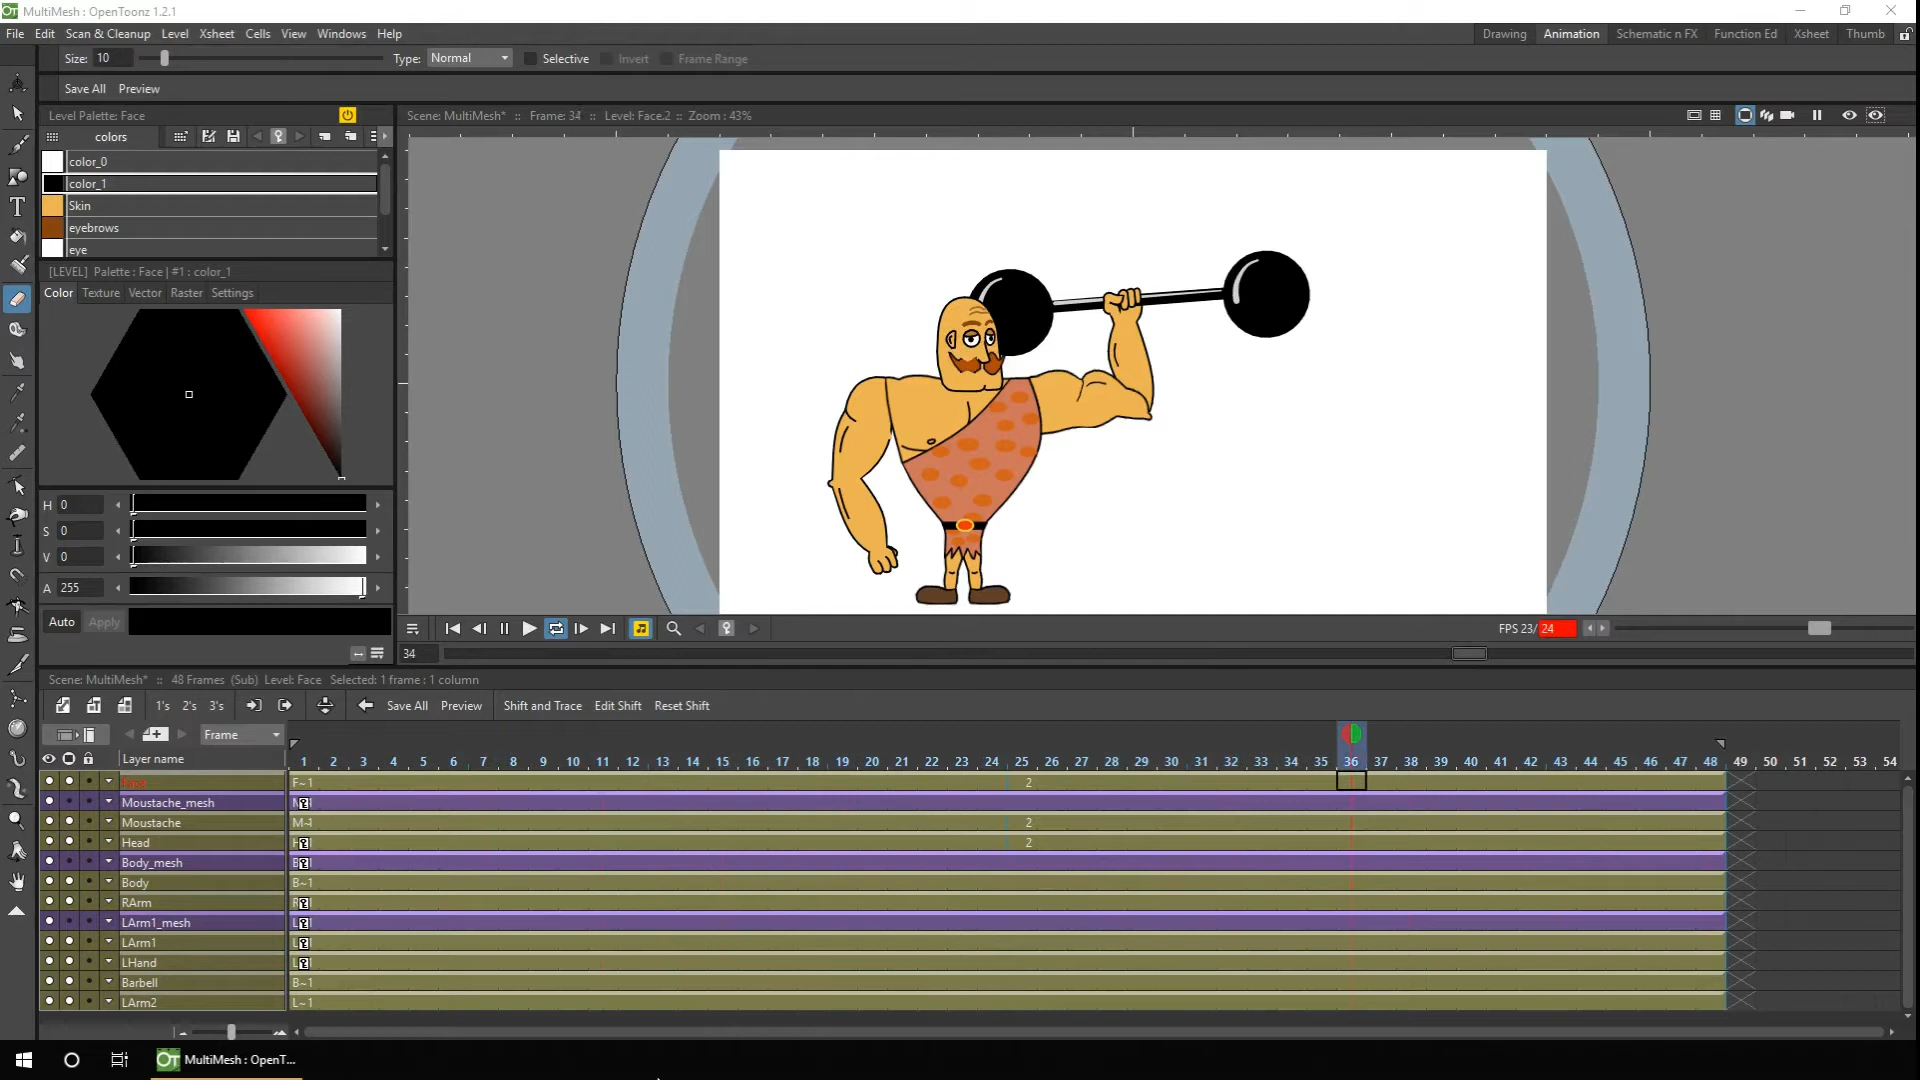 MultiMesh : OpenToonz 1.2.1
File Edit Scan & Cleanup Level Xsheet Cells View Windows Help
Drawing Animation Schematic n FX Function Ed Xsheet Thumb
Size: 10 Type: Normal Selective Invert Frame Range
Save All Preview
Level Palette: Face
Scene: MultiMesh* :: Frame: 34 :: Level: Face.2 :: Zoom : 43%
colors
color_0
color_1
Skin
eyebrows
eye
[LEVEL] Palette : Face | #1 : color_1
Color Texture Vector Raster Settings
H 0
S 0
V 0
A 255
Auto Apply
FPS 23/ 24
34
Scene: MultiMesh* :: 48 Frames (Sub) Level: Face Selected: 1 frame : 1 column
1's 2's 3's Save All Preview Shift and Trace Edit Shift Reset Shift
Frame
Layer name 1 2 3 4 5 6 7 8 9 10 11 12 13 14 15 16 17 18 19 20 21 22 23 24 25 26 27 28 29 30 31 32 33 34 35 36 37 38 39 40 41 42 43 44 45 46 47 48 49 50 51 52 53 54
F~1 2
Moustache_mesh
Moustache M~1 2
Head 2
Body_mesh
Body B~1
RArm
LArm1_mesh
LArm1
LHand
Barbell B~1
LArm2 L~1
MultiMesh : OpenT...